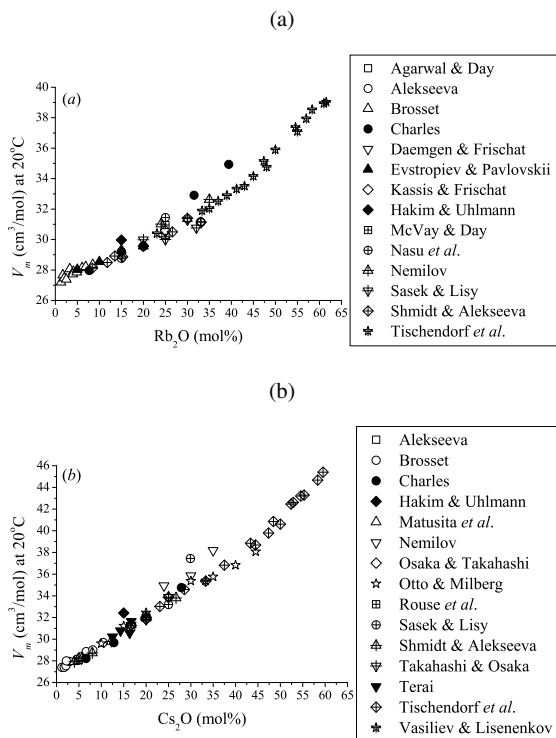 (a)
(a)
40
38
36
34
32
30
28
26
Vm (cm3/mol) at 20oC
0 5 10 15 20 25 30 35 40 45 50 55 60 65
Rb2O (mol%)
Agarwal & Day
Alekseeva
Brosset
Charles
Daemgen & Frischat
Evstropiev & Pavlovskii
Kassis & Frischat
Hakim & Uhlmann
McVay & Day
Nasu et al.
Nemilov
Sasek & Lisy
Shmidt & Alekseeva
Tischendorf et al.
(b)
(b)
46
44
42
40
38
36
34
32
30
28
26
Vm (cm3/mol) at 20oC
0 5 10 15 20 25 30 35 40 45 50 55 60 65
Cs2O (mol%)
Alekseeva
Brosset
Charles
Hakim & Uhlmann
Matusita et al.
Nemilov
Osaka & Takahashi
Otto & Milberg
Rouse et al.
Sasek & Lisy
Shmidt & Alekseeva
Takahashi & Osaka
Terai
Tischendorf et al.
Vasiliev & Lisenenkov